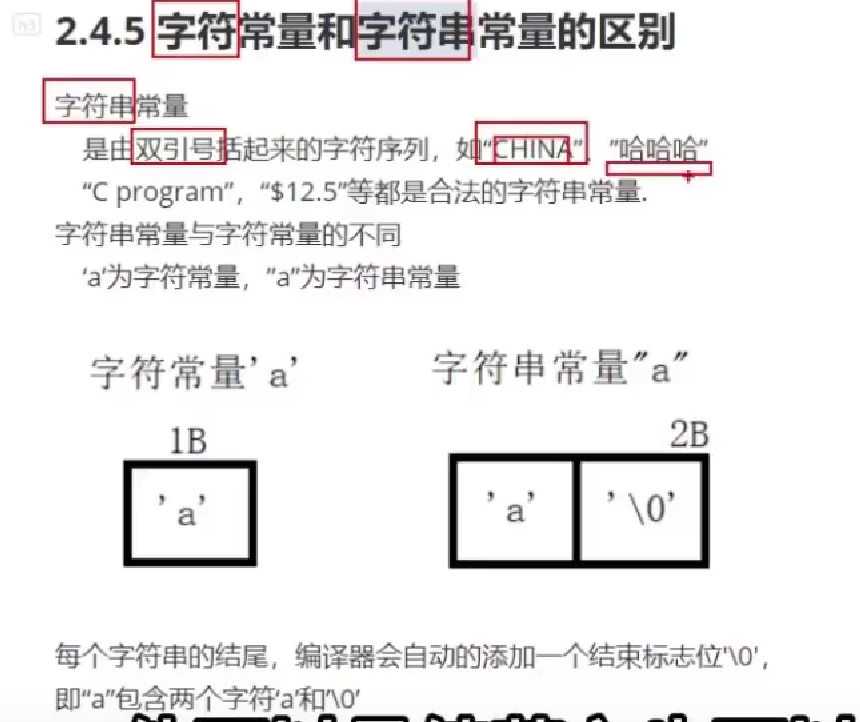 n3
2.4.5 字符常量和字符串常量的区别
字符串常量
是由双引号括起来的字符序列，如“CHINA”、”哈哈哈”
“C program”，“$12.5”等都是合法的字符串常量.
字符串常量与字符常量的不同
‘a’为字符常量，”a”为字符串常量
字符常量’a’
字符串常量”a”
1B
2B
’a’
’a’
’\0’
每个字符串的结尾，编译器会自动的添加一个结束标志位'\0'，
即“a”包含两个字符‘a’和’\0’